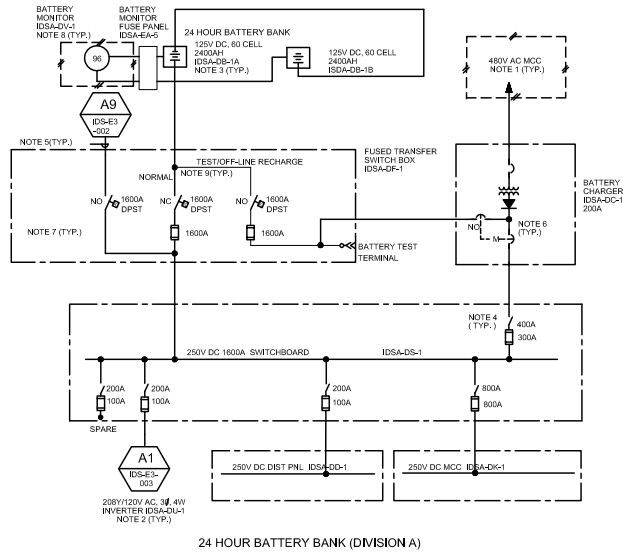 BATTERY
MONITOR
IDSA-DV-1
NOTE 8 (TYP.)
BATTERY
MONITOR
FUSE PANEL
IDSA-EA-5
24 HOUR BATTERY BANK
125V DC, 60 CELL
2400AH
IDSA-DB-1A
NOTE 3 (TYP.)
125V DC, 60 CELL
2400AH
ISDA-DB-1B
96
480V AC MCC
NOTE 1 (TYP.)
A9
IDS-E3
-002
NOTE 5(TYP.)
FUSED TRANSFER
SWITCH BOX
IDSA-DF-1
TEST/OFF-LINE RECHARGE
NORMAL
NOTE 9(TYP.)
NO
1600A
DPST
NC
1600A
DPST
NO
1600A
DPST
BATTERY
CHARGER
IDSA-DC-1
200A
NOTE 7 (TYP.)
1600A
1600A
NO
M
NOTE 6
(TYP.)
BATTERY TEST
TERMINAL
NOTE 4
( TYP. )
400A
300A
250V DC 1600A SWITCHBOARD
IDSA-DS-1
200A
100A
200A
100A
200A
100A
800A
800A
SPARE
A1
IDS-E3-
003
250V DC DIST PNL IDSA-DD-1
250V DC MCC IDSA-DK-1
208Y/120V AC, 3Ø, 4W
INVERTER IDSA-DU-1
NOTE 2 (TYP.)
24 HOUR BATTERY BANK (DIVISION A)